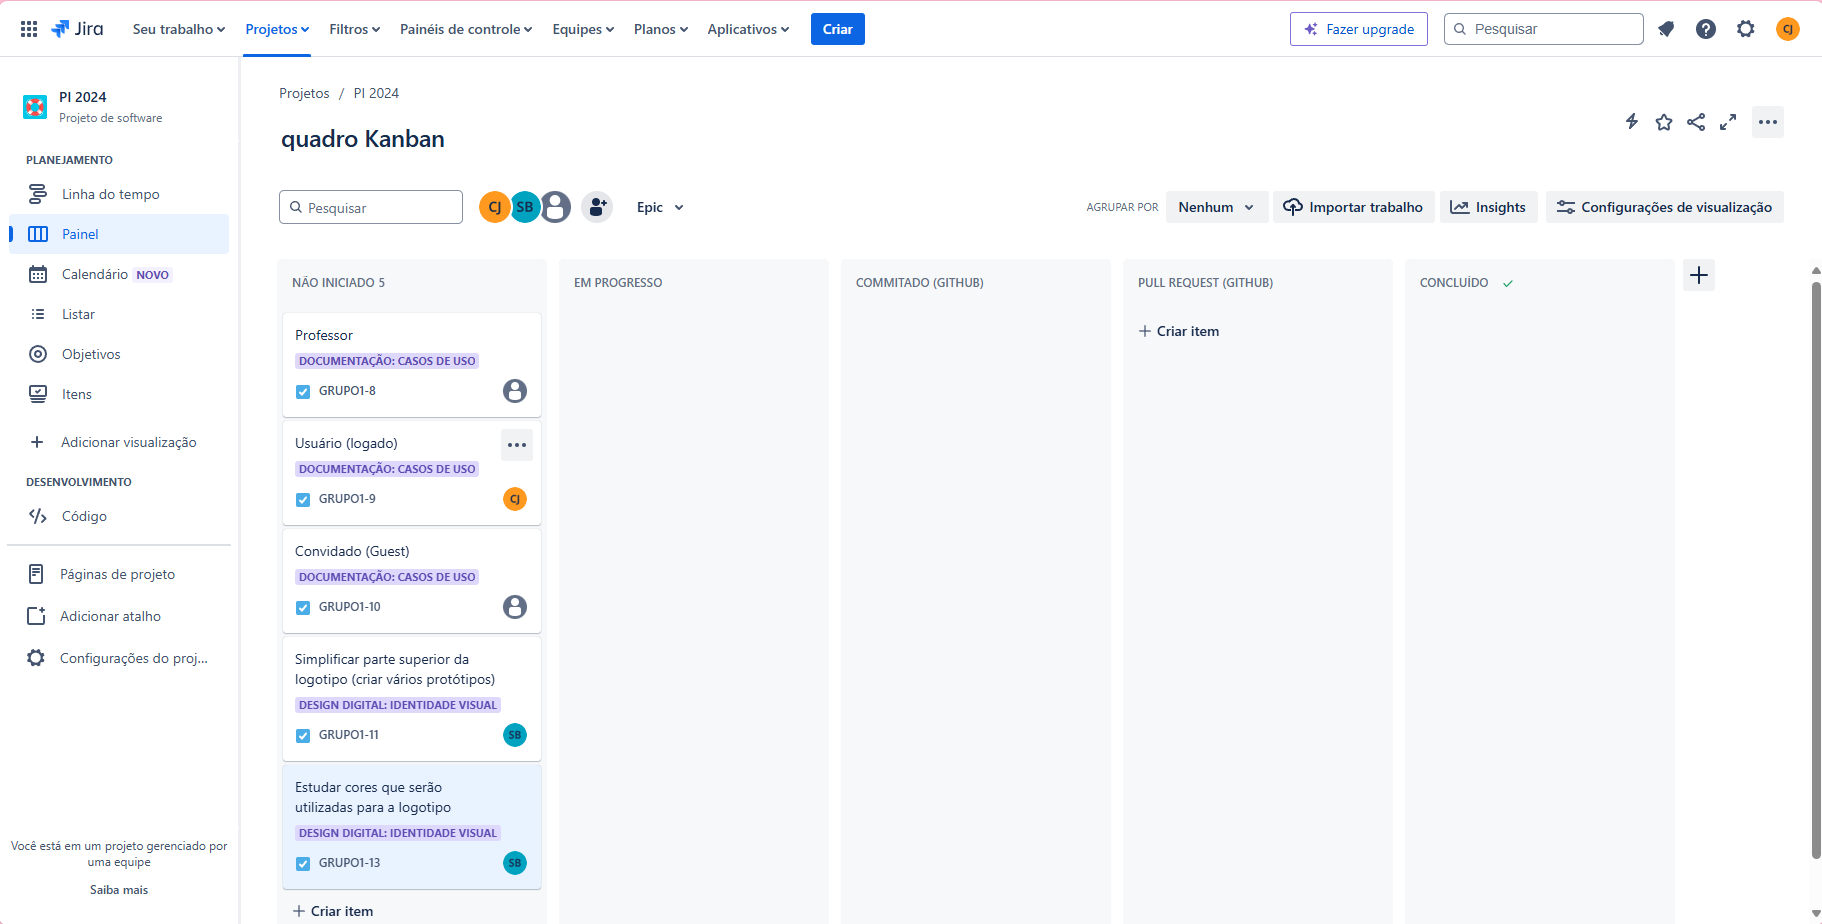 Jira
Seu trabalho
Projetos
Filtros
Painéis de controle
Equipes
Planos
Aplicativos
Criar
Fazer upgrade
Pesquisar
CJ
PI 2024
Projeto de software
PLANEJAMENTO
Linha do tempo
Painel
Calendário NOVO
Listar
Objetivos
Itens
Adicionar visualização
DESENVOLVIMENTO
Código
Páginas de projeto
Adicionar atalho
Configurações do proj...
Você está em um projeto gerenciado por
uma equipe
Saiba mais
Projetos / PI 2024
quadro Kanban
Pesquisar
CJ
SB
Epic
AGRUPAR POR
Nenhum
Importar trabalho
Insights
Configurações de visualização
NÃO INICIADO 5
Professor
DOCUMENTAÇÃO: CASOS DE USO
GRUPO1-8
Usuário (logado)
DOCUMENTAÇÃO: CASOS DE USO
GRUPO1-9
CJ
Convidado (Guest)
DOCUMENTAÇÃO: CASOS DE USO
GRUPO1-10
Simplificar parte superior da
logotipo (criar vários protótipos)
DESIGN DIGITAL: IDENTIDADE VISUAL
GRUPO1-11
SB
Estudar cores que serão
utilizadas para a logotipo
DESIGN DIGITAL: IDENTIDADE VISUAL
GRUPO1-13
SB
+ Criar item
EM PROGRESSO
COMMITADO (GITHUB)
PULL REQUEST (GITHUB)
+ Criar item
CONCLUÍDO